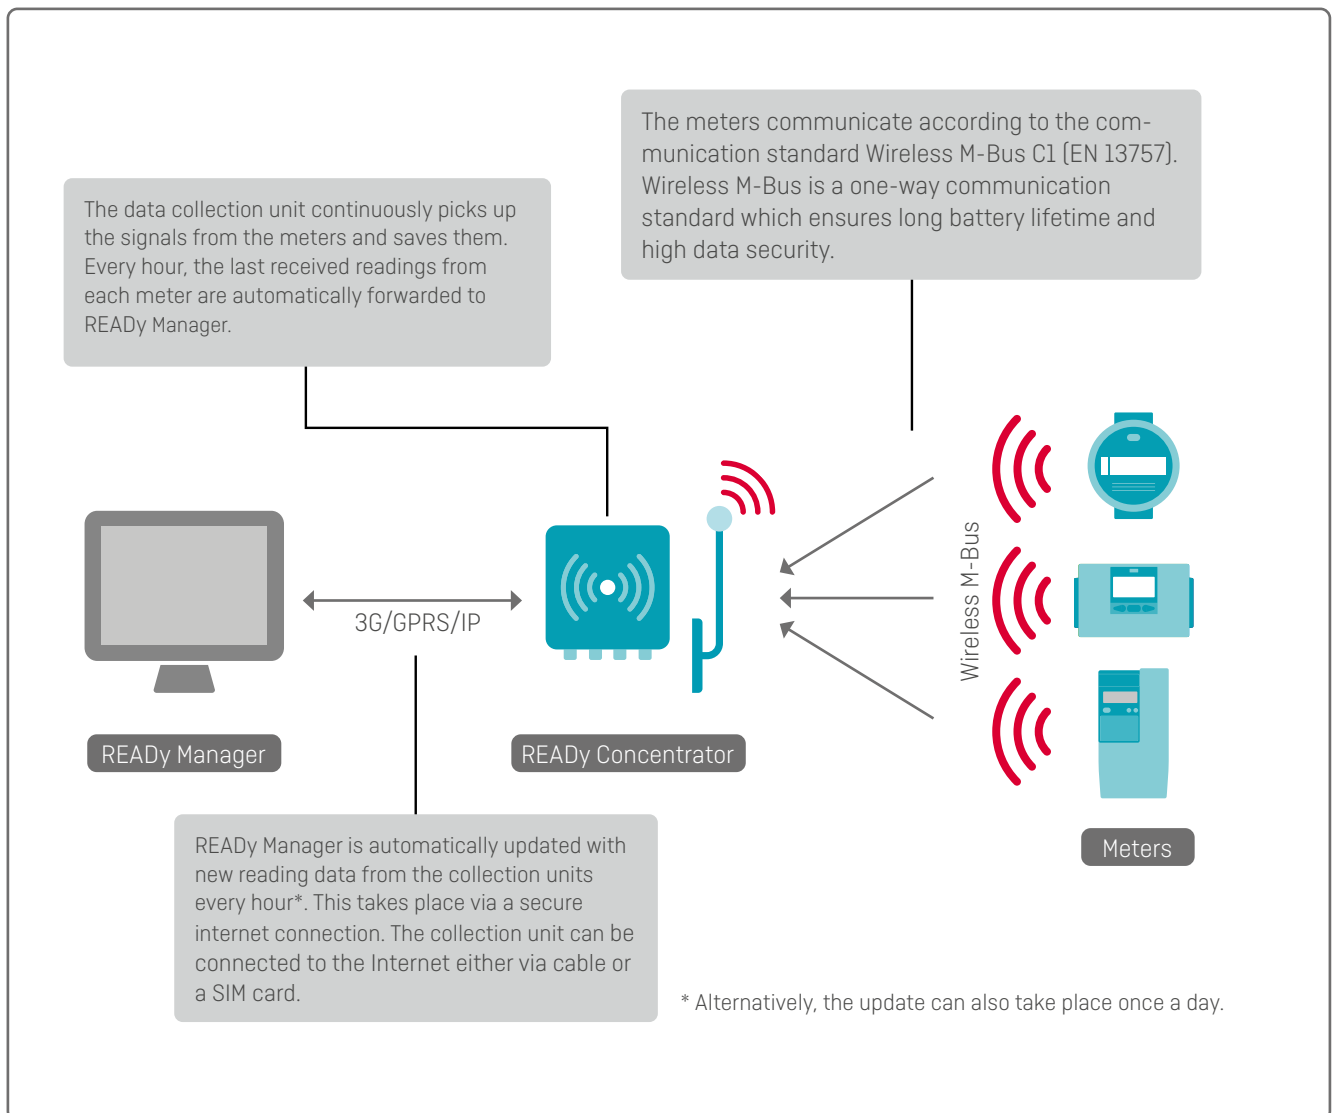 The meters communicate according to the com-
munication standard Wireless M-Bus C1 (EN 13757).
Wireless M-Bus is a one-way communication
standard which ensures long battery lifetime and
high data security.
The data collection unit continuously picks up
the signals from the meters and saves them.
Every hour, the last received readings from
each meter are automatically forwarded to
READy Manager.
3G/GPRS/IP
Wireless M-Bus
READy Manager
READy Concentrator
Meters
READy Manager is automatically updated with
new reading data from the collection units
every hour*. This takes place via a secure
internet connection. The collection unit can be
connected to the Internet either via cable or
a SIM card.
* Alternatively, the update can also take place once a day.